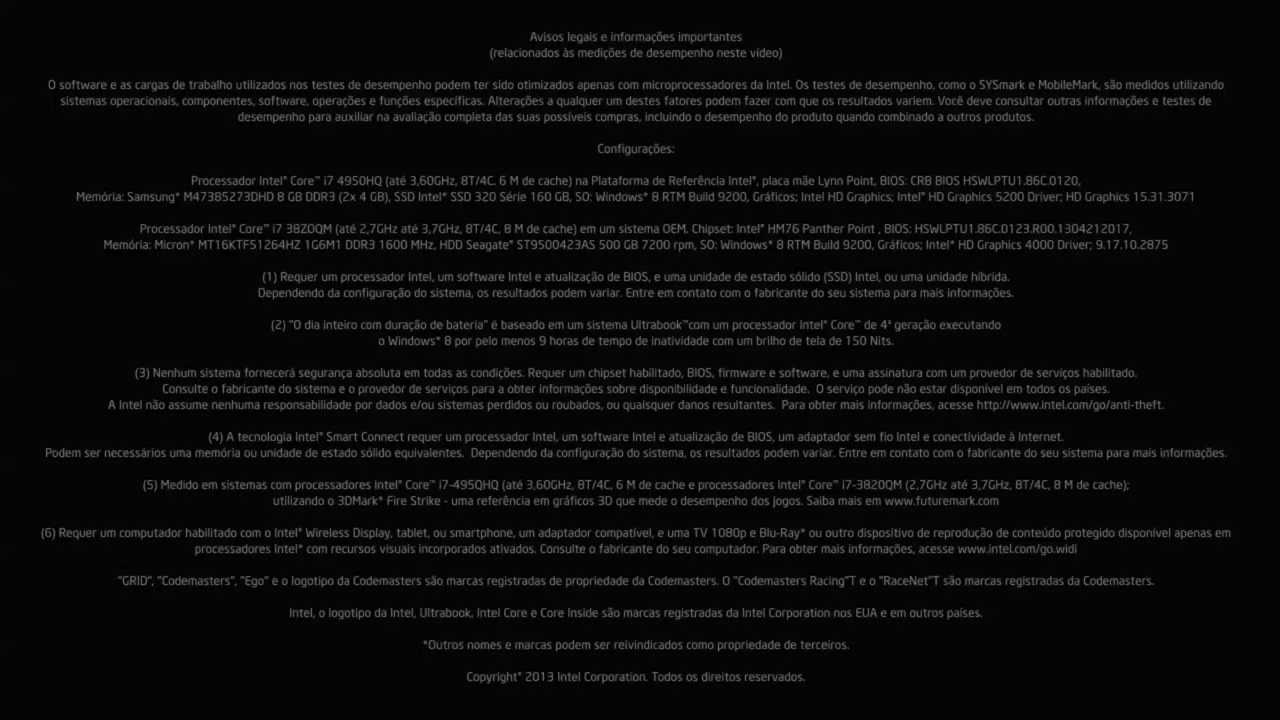 Avisos legais e informações importantes
(relacionados às medições de desempenho neste vídeo)
O software e as cargas de trabalho utilizados nos testes de desempenho podem ter sido otimizados apenas com microprocessadores da Intel. Os testes de desempenho, como o SYSmark e MobileMark, são medidos utilizando
sistemas operacionais, componentes, software, operações e funções específicas. Alterações a qualquer um destes fatores podem fazer com que os resultados variem. Você deve consultar outras informações e testes de
desempenho para auxiliar na avaliação completa das suas possíveis compras, incluindo o desempenho do produto quando combinado a outros produtos.
Configurações:
Processador Intel® Core™ i7 4950HQ (até 3,60GHz, 8T/4C. 6 M de cache) na Plataforma de Referência Intel®, placa mãe Lynn Point, BIOS: CRB BIOS HSWLPTU1.86C.0120,
Memória: Samsung* M47385273DHD 8 GB DDR3 (2x 4 GB), SSD Intel® SSD 320 Série 160 GB, SO: Windows* 8 RTM Build 9200, Gráficos; Intel HD Graphics; Intel® HD Graphics 5200 Driver; HD Graphics 15.31.3071
Processador Intel® Core™ i7 38Z0QM (até 2,7GHz até 3,7GHz, 8T/4C, 8 M de cache) em um sistema OEM. Chipset: Intel® HM76 Panther Point , BIOS: HSWLPTU1.86C.0123.R00.1304212017,
Memória: Micron* MT16KTF51264HZ 1G6M1 DDR3 1600 MHz, HDD Seagate* ST9500423AS 500 GB 7200 rpm, SO: Windows* 8 RTM Build 9200, Gráficos; Intel® HD Graphics 4000 Driver; 9.17.10.2875
(1) Requer um processador Intel, um software Intel e atualização de BIOS, e uma unidade de estado sólido (SSD) Intel, ou uma unidade híbrida.
Dependendo da configuração do sistema, os resultados podem variar. Entre em contato com o fabricante do seu sistema para mais informações.
(2) "O dia inteiro com duração de bateria" é baseado em um sistema Ultrabook™com um processador Intel® Core™ de 4ª geração executando
o Windows* 8 por pelo menos 9 horas de tempo de inatividade com um brilho de tela de 150 Nits.
(3) Nenhum sistema fornecerá segurança absoluta em todas as condições. Requer um chipset habilitado, BIOS, firmware e software, e uma assinatura com um provedor de serviços habilitado.
Consulte o fabricante do sistema e o provedor de serviços para a obter informações sobre disponibilidade e funcionalidade.  O serviço pode não estar disponível em todos os países.
A Intel não assume nenhuma responsabilidade por dados e/ou sistemas perdidos ou roubados, ou quaisquer danos resultantes.  Para obter mais informações, acesse http://www.intel.com/go/anti-theft.
(4) A tecnologia Intel® Smart Connect requer um processador Intel, um software Intel e atualização de BIOS, um adaptador sem fio Intel e conectividade à Internet.
Podem ser necessários uma memória ou unidade de estado sólido equivalentes.  Dependendo da configuração do sistema, os resultados podem variar. Entre em contato com o fabricante do seu sistema para mais informações.
(5) Medido em sistemas com processadores Intel® Core™ i7-495QHQ (até 3,60GHz, 8T/4C, 6 M de cache e processadores Intel® Core™ i7-3820QM (2,7GHz até 3,7GHz, 8T/4C, 8 M de cache);
utilizando o 3DMark* Fire Strike - uma referência em gráficos 3D que mede o desempenho dos jogos. Saiba mais em www.futuremark.com
(6) Requer um computador habilitado com o Intel® Wireless Display, tablet, ou smartphone, um adaptador compatível, e uma TV 1080p e Blu-Ray* ou outro dispositivo de reprodução de conteúdo protegido disponível apenas em
processadores Intel® com recursos visuais incorporados ativados. Consulte o fabricante do seu computador. Para obter mais informações, acesse www.intel.com/go.widi
"GRID", "Codemasters", "Ego" e o logotipo da Codemasters são marcas registradas de propriedade da Codemasters. O "Codemasters Racing"T e o "RaceNet"T são marcas registradas da Codemasters.
Intel, o logotipo da Intel, Ultrabook, Intel Core e Core Inside são marcas registradas da Intel Corporation nos EUA e em outros países.
*Outros nomes e marcas podem ser reivindicados como propriedade de terceiros.
Copyright® 2013 Intel Corporation. Todos os direitos reservados.